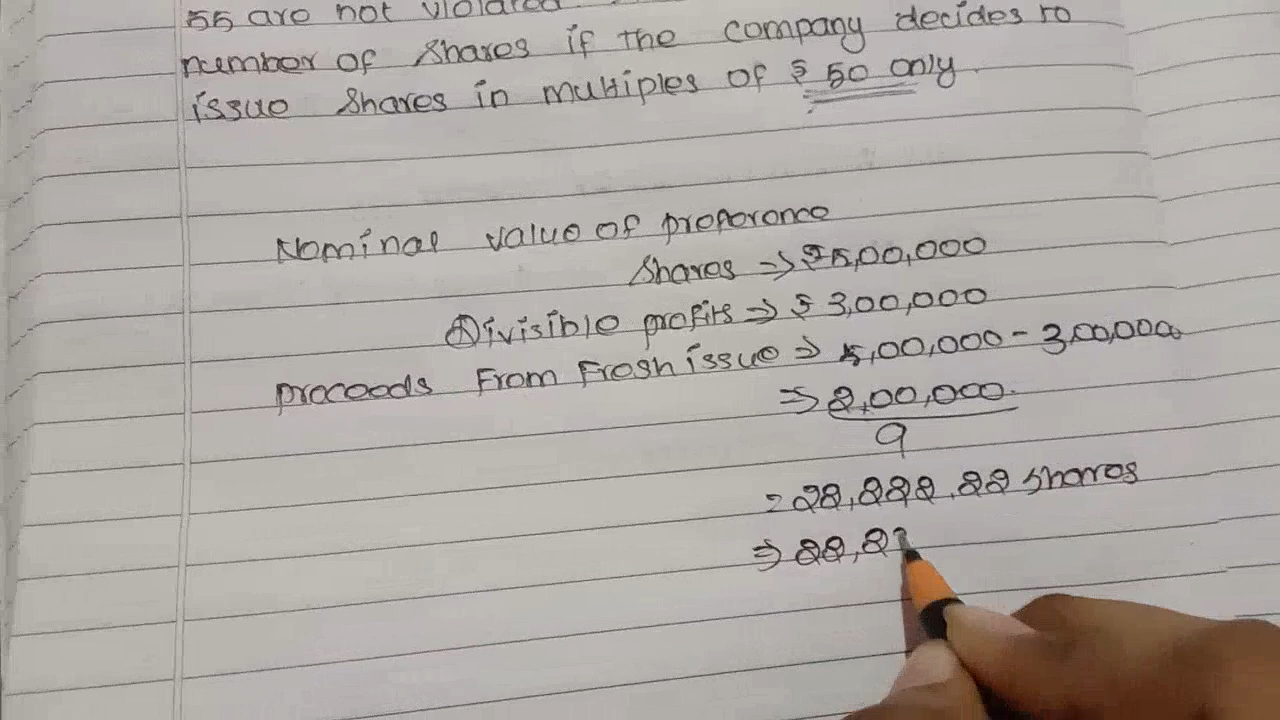 55 are not violated
number of shares if the company decides to
issue shares in multiples of ₹ 50 only
Nominal value of preference
shares => ₹5,00,000
(-) Divisible profits => ₹ 3,00,000
proceeds From Fresh issue => 5,00,000 - 3,00,000
=> 2,00,000
9
= 22,222.22 shares
=> 22,22